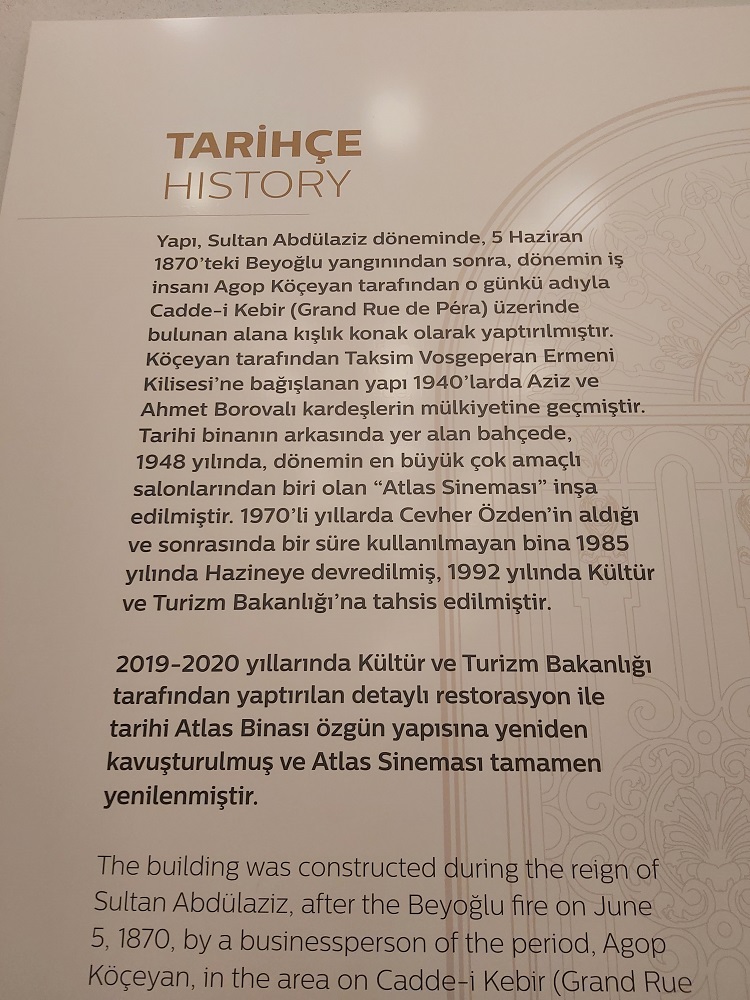 TARİHÇE
HISTORY
Yapı, Sultan Abdülaziz döneminde, 5 Haziran
1870'teki Beyoğlu yangınından sonra, dönemin iş
insanı Agop Köçeyan tarafından o günkü adıyla
Cadde-i Kebir (Grand Rue de Péra) üzerinde
bulunan alana kışlık konak olarak yaptırılmıştır.
Köçeyan tarafından Taksim Vosgeperan Ermeni
Kilisesi'ne bağışlanan yapı 1940'larda Aziz ve
Ahmet Borovalı kardeşlerin mülkiyetine geçmiştir.
Tarihi binanın arkasında yer alan bahçede,
1948 yılında, dönemin en büyük çok amaçlı
salonlarından biri olan “Atlas Sineması” inşa
edilmiştir. 1970'li yıllarda Cevher Özden'in aldığı
ve sonrasında bir süre kullanılmayan bina 1985
yılında Hazineye devredilmiş, 1992 yılında Kültür
ve Turizm Bakanlığı'na tahsis edilmiştir.
2019-2020 yıllarında Kültür ve Turizm Bakanlığı
tarafından yaptırılan detaylı restorasyon ile
tarihi Atlas Binası özgün yapısına yeniden
kavuşturulmuş ve Atlas Sineması tamamen
yenilenmiştir.
The building was constructed during the reign of
Sultan Abdülaziz, after the Beyoğlu fire on June
5, 1870, by a businessperson of the period, Agop
Köçeyan, in the area on Cadde-i Kebir (Grand Rue